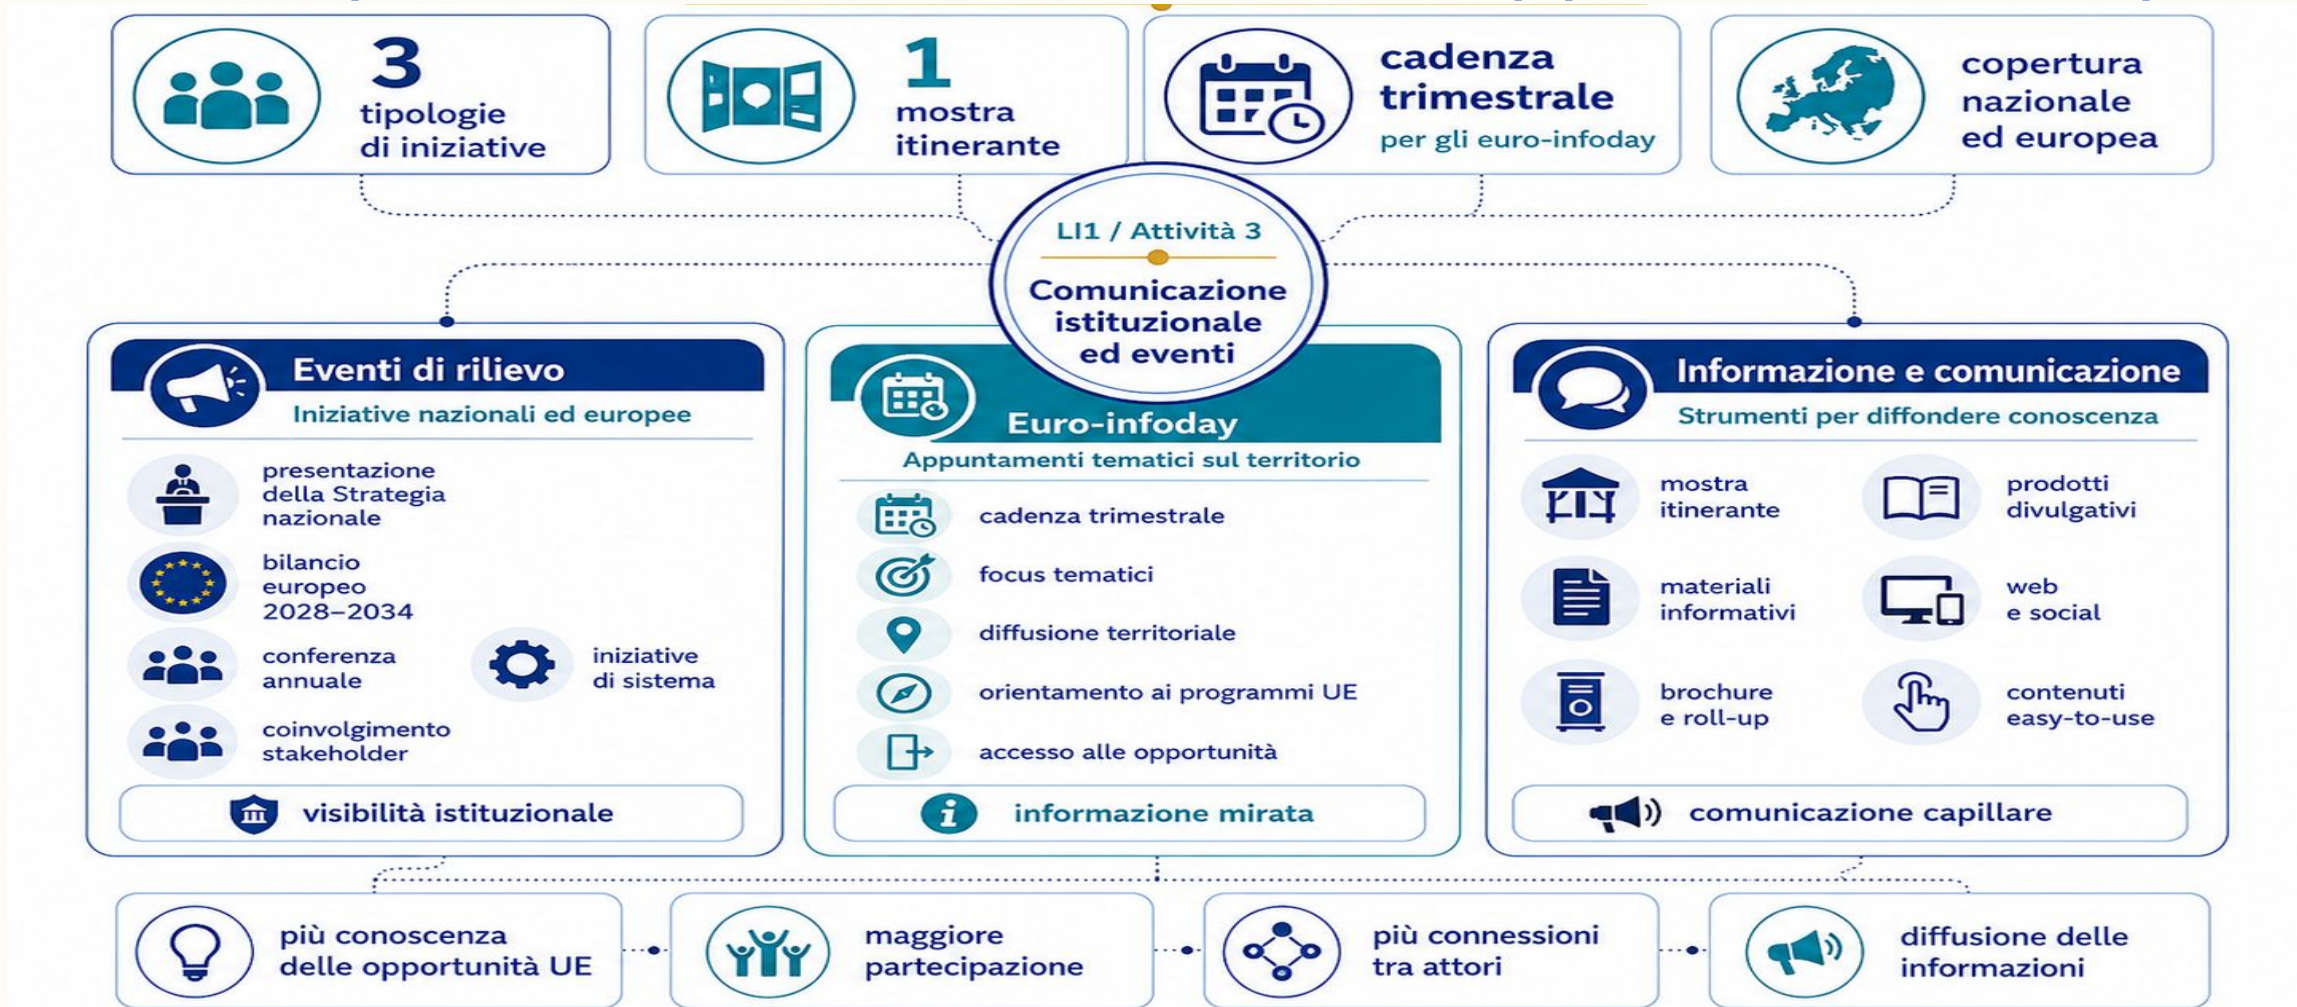 3
tipologie
di iniziative
1
mostra
itinerante
cadenza
trimestrale
per gli euro-infoday
copertura
nazionale
ed europea
LI1 / Attività 3
Comunicazione
istituzionale
ed eventi
Eventi di rilievo
Iniziative nazionali ed europee
presentazione
della Strategia
nazionale
bilancio
europeo
2028–2034
conferenza
annuale
iniziative
di sistema
coinvolgimento
stakeholder
visibilità istituzionale
Euro-infoday
Appuntamenti tematici sul territorio
cadenza trimestrale
focus tematici
diffusione territoriale
orientamento ai programmi UE
accesso alle opportunità
informazione mirata
Informazione e comunicazione
Strumenti per diffondere conoscenza
mostra
itinerante
prodotti
divulgativi
materiali
informativi
web
e social
brochure
e roll-up
contenuti
easy-to-use
comunicazione capillare
più conoscenza
delle opportunità UE
maggiore
partecipazione
più connessioni
tra attori
diffusione delle
informazioni